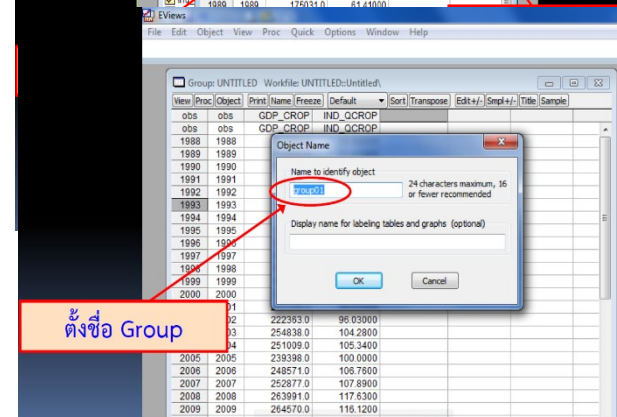 1989 1989 175031.0 61.41000
EViews
File Edit Object View Proc Quick Options Window Help
Group: UNTITLED Workfile: UNTITLED::Untitled\
View Proc Object Print Name Freeze Default Sort Transpose Edit+/- Smpl+/- Title Sample
obs obs GDP_CROP IND_QCROP
obs obs GDP_CROP IND_QCROP
1988 1988
1989 1989
1990 1990
1991 1991
1992 1992
1993 1993
1994 1994
1995 1995
1996 1996
1997 1997
1998 1998
1999 1999
2000 2000
Object Name
Name to identify object
group01
24 characters maximum, 16
or fewer recommended
Display name for labeling tables and graphs (optional)
OK Cancel
ตั้งชื่อ Group
01
02 222363.0 96.03000
03 254838.0 104.2800
04 251009.0 105.3400
2005 2005 239398.0 100.0000
2006 2006 248571.0 106.7600
2007 2007 252877.0 107.8900
2008 2008 263991.0 117.6300
2009 2009 264570.0 116.1200